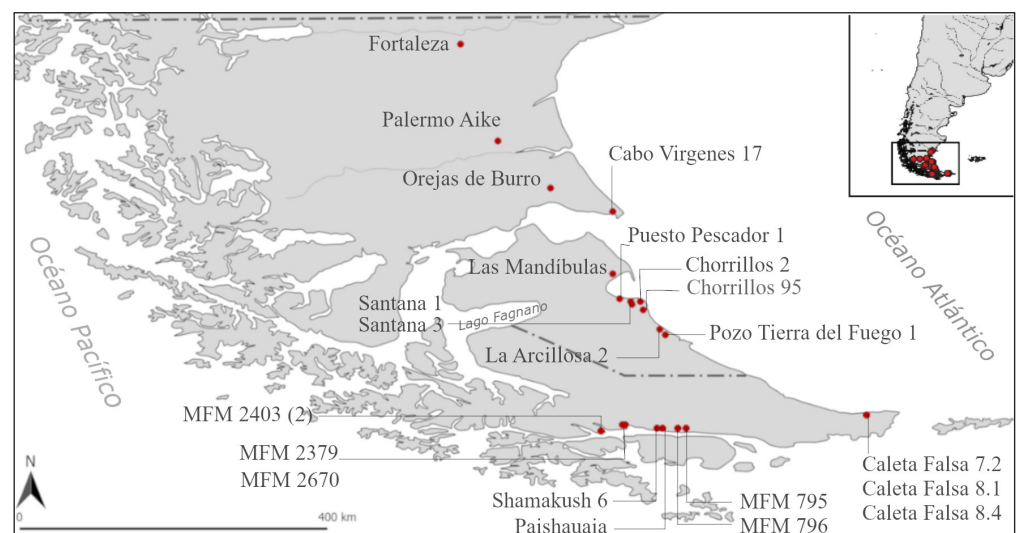 Fortaleza
Palermo Aike
Orejas de Burro
Cabo Virgenes 17
Puesto Pescador 1
Las Mandíbulas
Chorrillos 2
Chorrillos 95
Santana 1
Santana 3
Lago Fagnano
Pozo Tierra del Fuego 1
La Arcillosa 2
Océano Pacífico
Océano Atlántico
MFM 2403 (2)
MFM 2379
MFM 2670
Shamakush 6
Paishauaia
MFM 795
MFM 796
Caleta Falsa 7.2
Caleta Falsa 8.1
Caleta Falsa 8.4
N
0
400 km